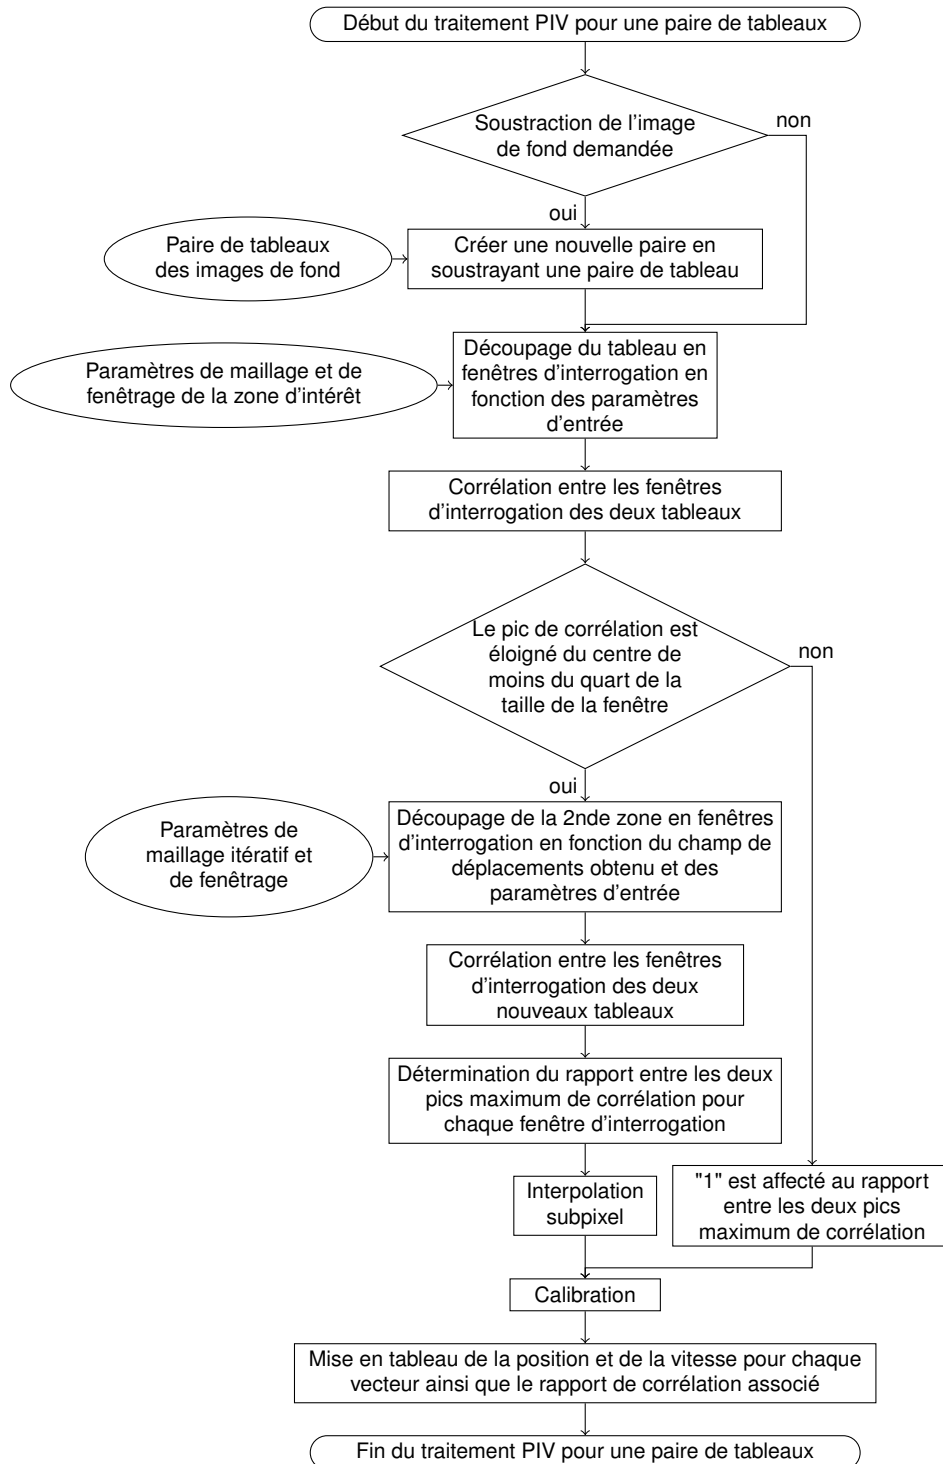 Début du traitement PIV pour une paire de tableaux
Soustraction de l'image
de fond demandée
non
oui
Paire de tableaux
des images de fond
Créer une nouvelle paire en
soustrayant une paire de tableau
Paramètres de maillage et de
fenêtrage de la zone d'intérêt
Découpage du tableau en
fenêtres d'interrogation en
fonction des paramètres
d'entrée
Corrélation entre les fenêtres
d'interrogation des deux tableaux
Le pic de corrélation est
éloigné du centre de
moins du quart de la
taille de la fenêtre
non
oui
Paramètres de
maillage itératif et
de fenêtrage
Découpage de la 2nde zone en fenêtres
d'interrogation en fonction du champ de
déplacements obtenu et des
paramètres d'entrée
Corrélation entre les fenêtres
d'interrogation des deux
nouveaux tableaux
Détermination du rapport entre les deux
pics maximum de corrélation pour
chaque fenêtre d'interrogation
Interpolation
subpixel
"1" est affecté au rapport
entre les deux pics
maximum de corrélation
Calibration
Mise en tableau de la position et de la vitesse pour chaque
vecteur ainsi que le rapport de corrélation associé
Fin du traitement PIV pour une paire de tableaux